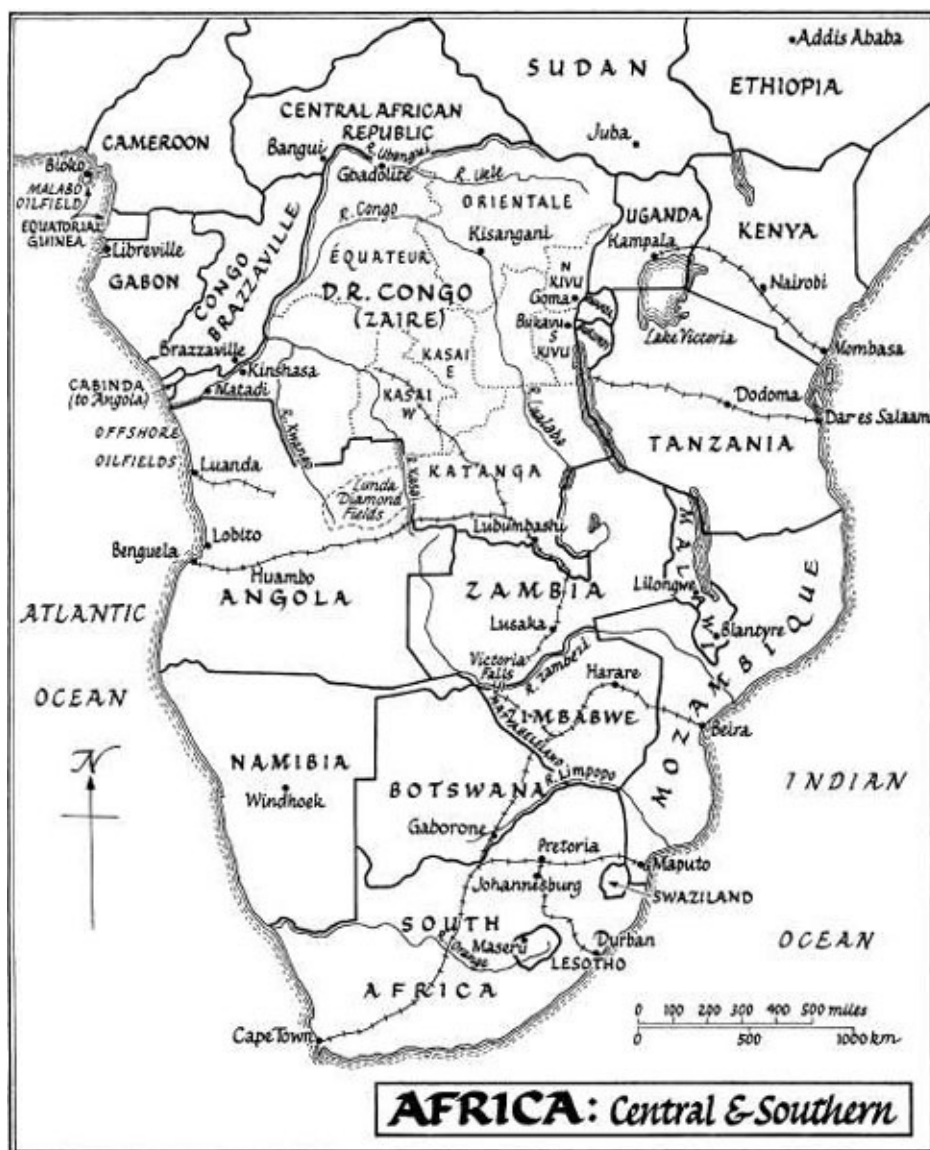 Addis Ababa
SUDAN
ETHIOPIA
CENTRAL AFRICAN
REPUBLIC
CAMEROON
Juba
Bangui
R. Ubangui
Bioko
Gbadolite
R. Uele
MALABO
OILFIELD
ORIENTALE
R. Congo
UGANDA
EQUATORIAL
GUINEA
Kampala
KENYA
Libreville
Kisangani
GABON
CONGO
BRAZZAVILLE
ÉQUATEUR
N
KIVU
Nairobi
D.R. CONGO
(ZAIRE)
Goma
Bukavu
S
KIVU
Lake Victoria
Brazzaville
Mombasa
Kinshasa
KASAI
E
CABINDA
(to Angola)
Matadi
KASAI
W
Dodoma
R. Lualaba
Dar es Salaam
OFFSHORE
OILFIELDS
R. Kwango
TANZANIA
Luanda
R. Kasai
KATANGA
Lunda
Diamond
Fields
Lobito
Lubumbashi
MALAWI
Benguela
Huambo
ANGOLA
ZAMBIA
Lilongwe
ATLANTIC
OCEAN
Lusaka
Blantyre
MOZAMBIQUE
Victoria
Falls
R. Zambezi
Harare
MATABELELAND
ZIMBABWE
Beira
N
NAMIBIA
Windhoek
BOTSWANA
R. Limpopo
INDIAN
OCEAN
Gaborone
Pretoria
Maputo
Johannesburg
SWAZILAND
SOUTH
AFRICA
R. Orange
Maseru
Durban
LESOTHO
Cape Town
0 100 200 300 400 500 miles
0 500 1000 km
AFRICA: Central & Southern